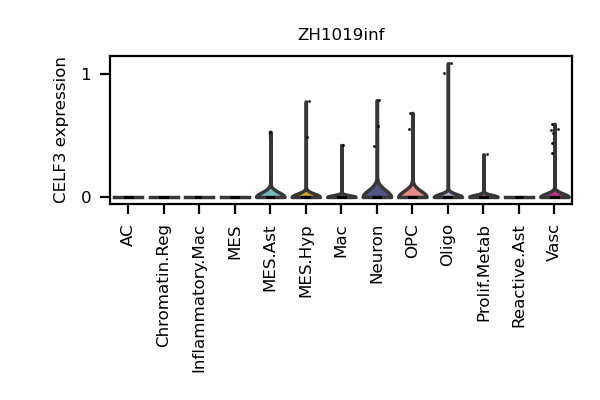 ZH1019inf
CELF3 expression
1
0
AC
Chromatin.Reg
Inflammatory.Mac
MES
MES.Ast
MES.Hyp
Mac
Neuron
OPC
Oligo
Prolif.Metab
Reactive.Ast
Vasc